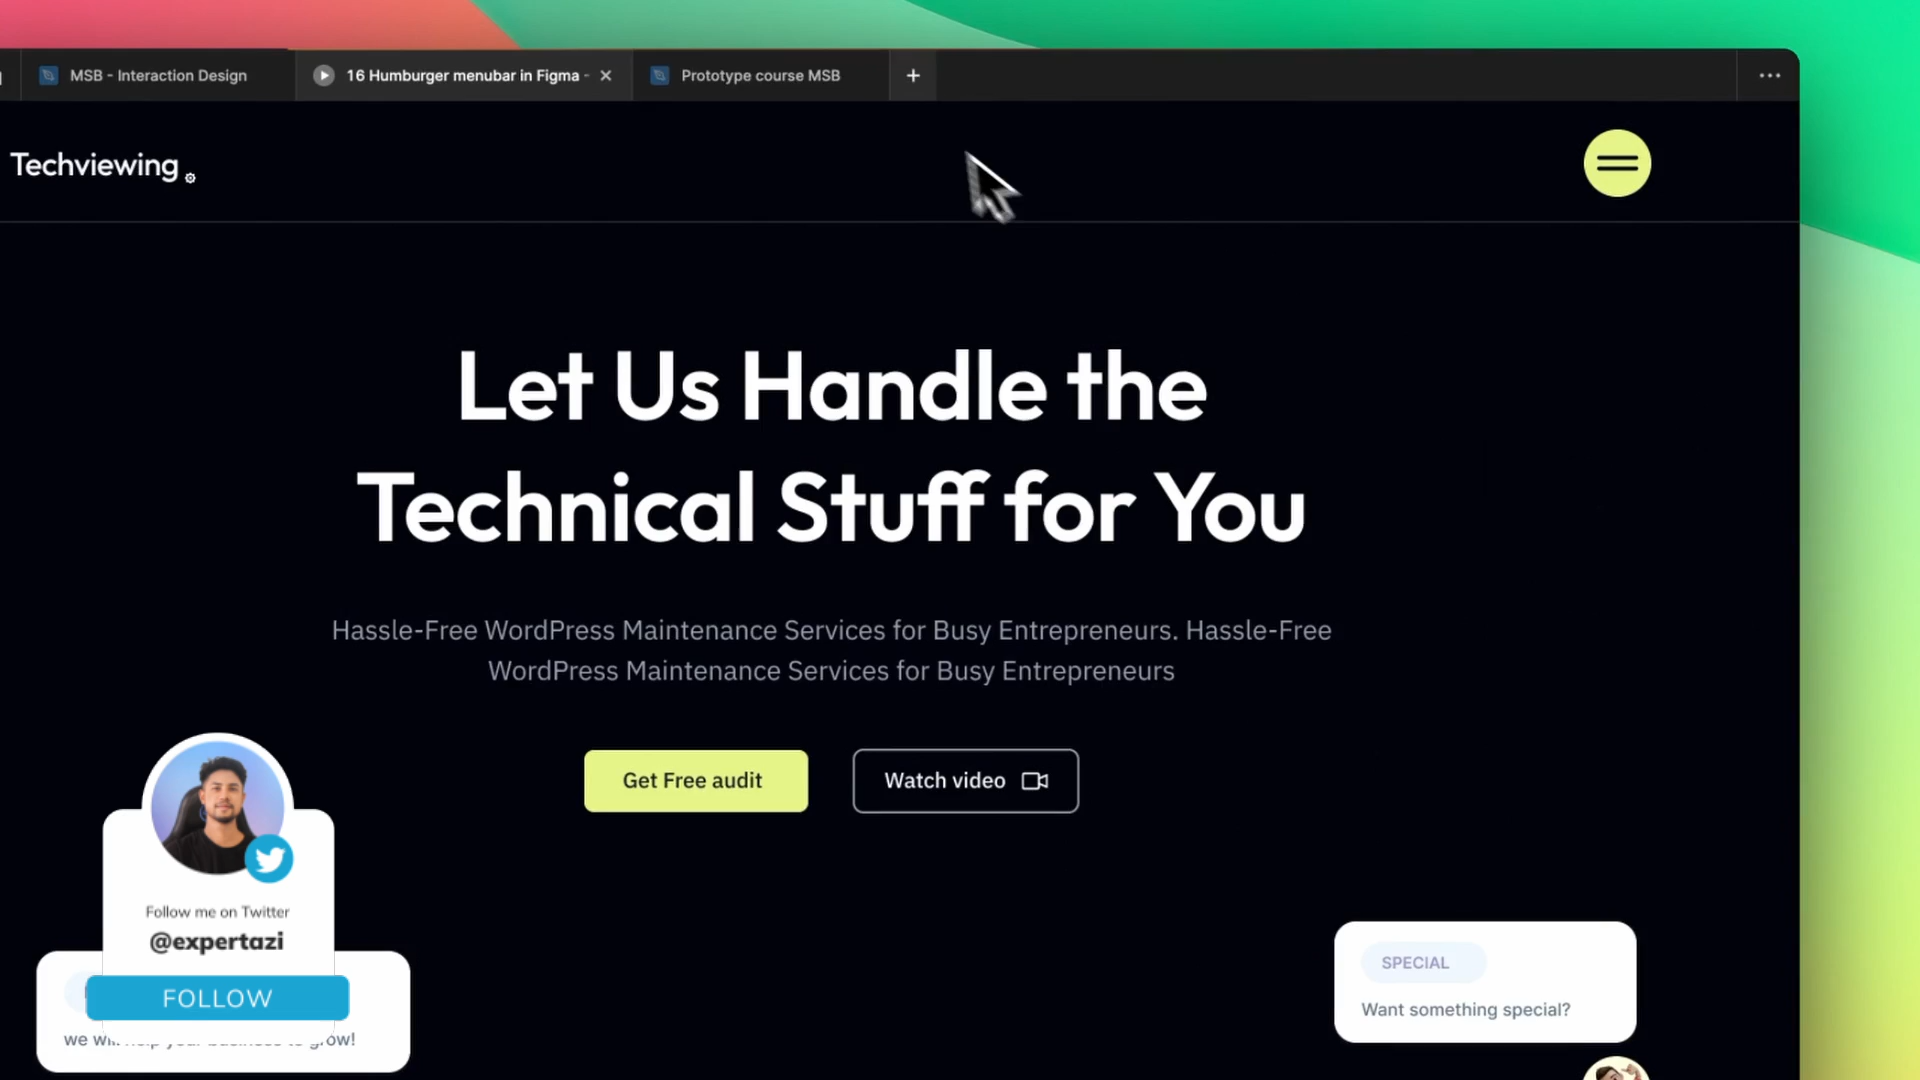 MSB - Interaction Design
16 Humburger menubar in Figma -
Prototype course MSB
Techviewing
Let Us Handle the
Technical Stuff for You
Hassle-Free WordPress Maintenance Services for Busy Entrepreneurs. Hassle-Free
WordPress Maintenance Services for Busy Entrepreneurs
Get Free audit
Watch video
Follow me on Twitter
@expertazi
FOLLOW
we will help your business to grow!
SPECIAL
Want something special?